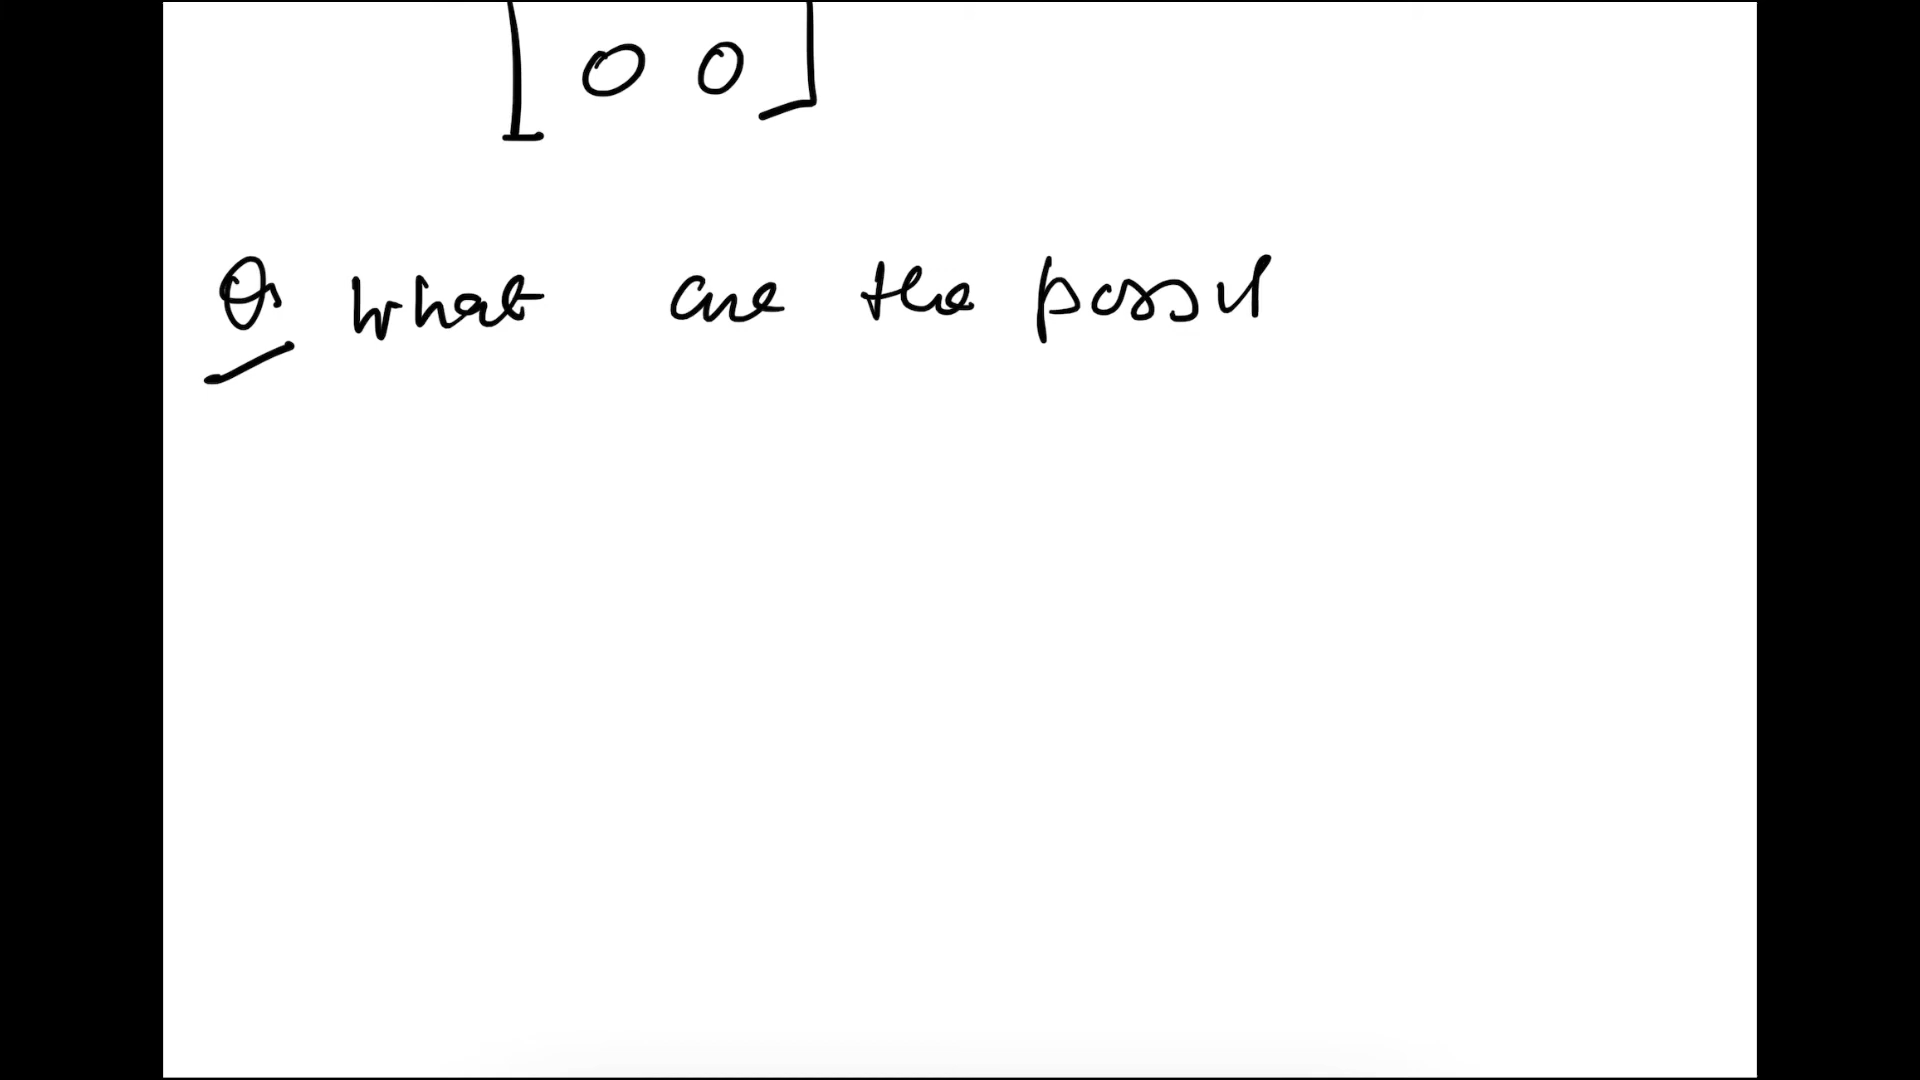 [ 0 0 ]
Q what are the possi